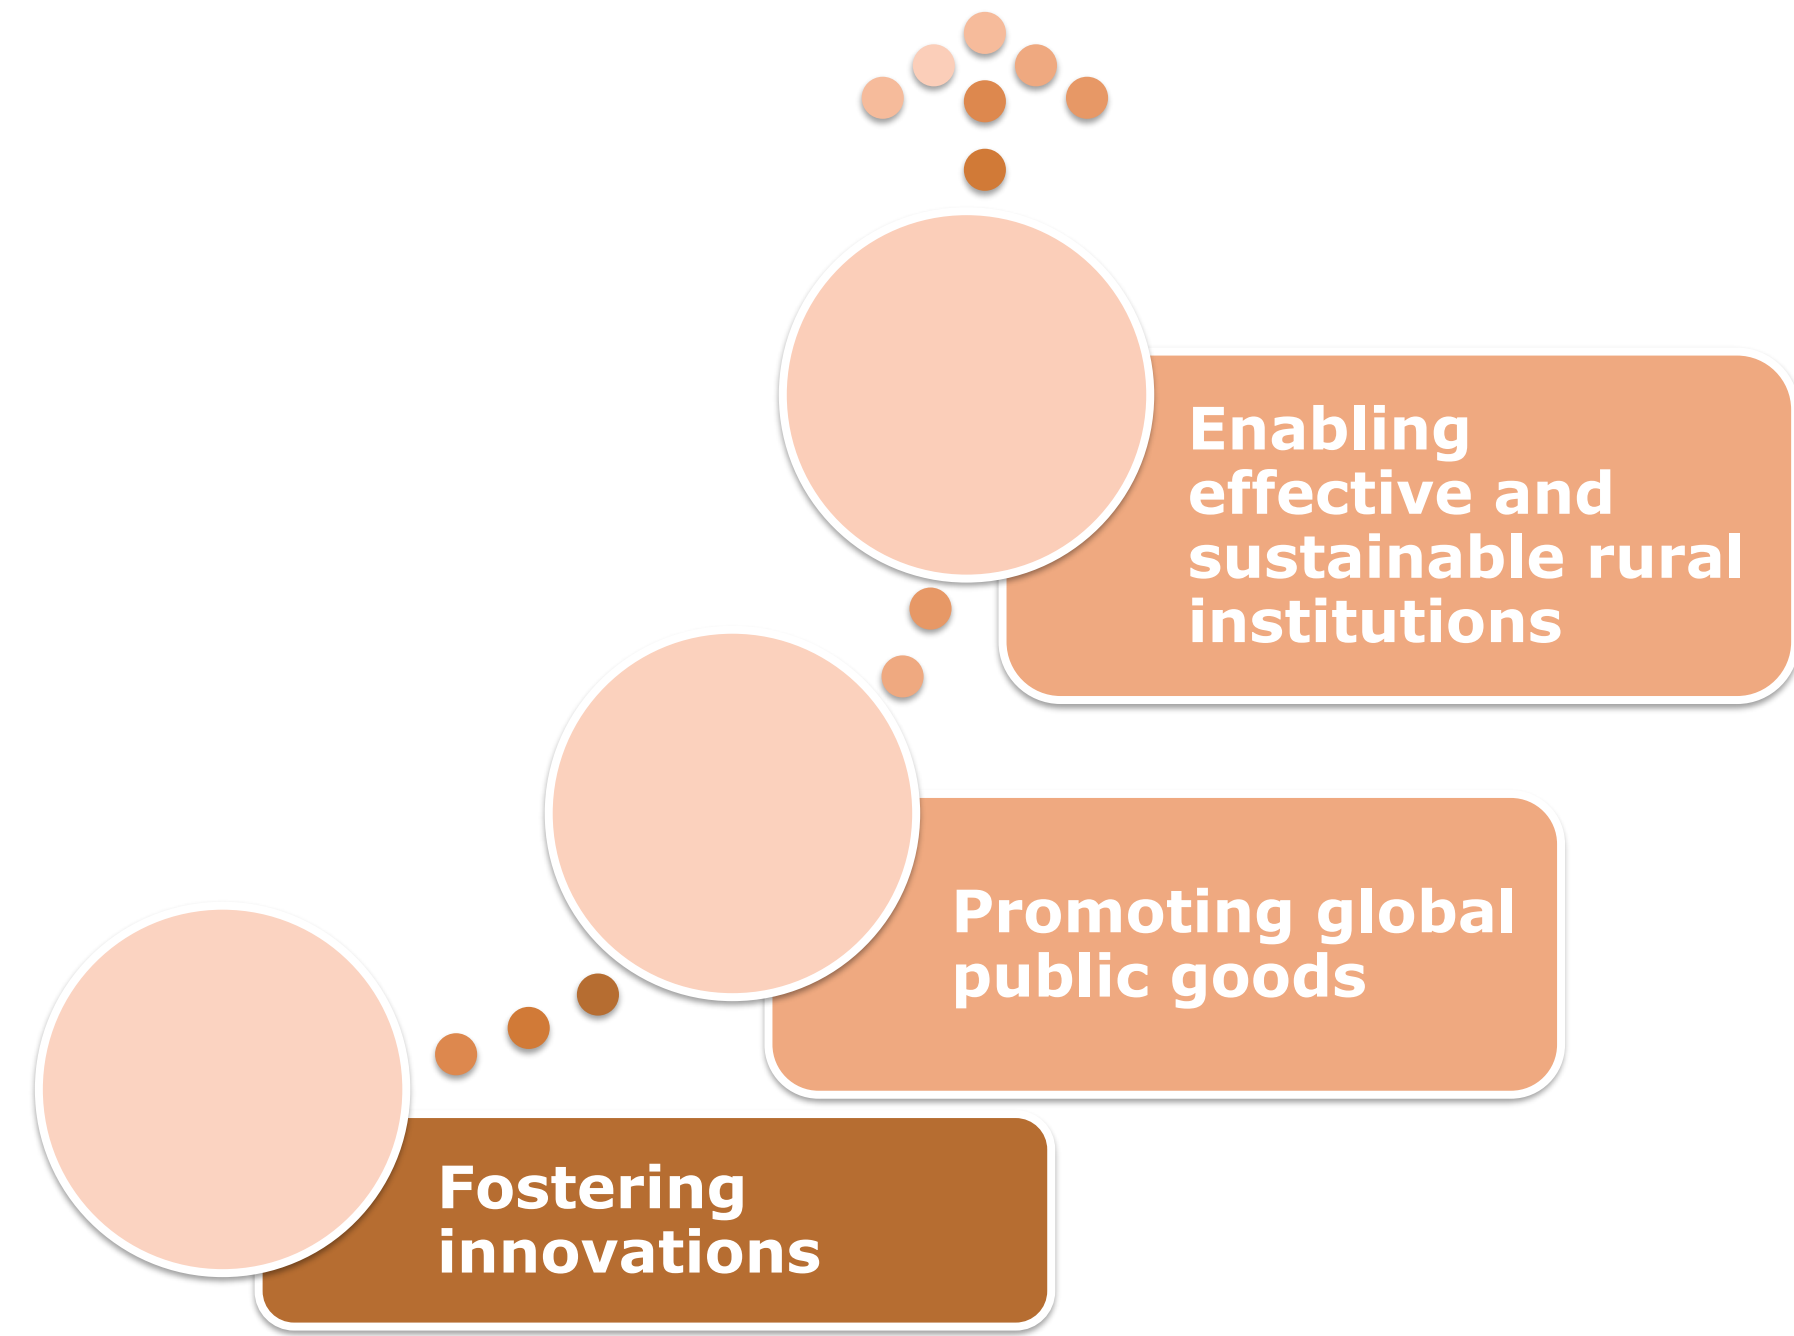 Enabling
effective and
sustainable rural
institutions
Promoting global
public goods
Fostering
innovations